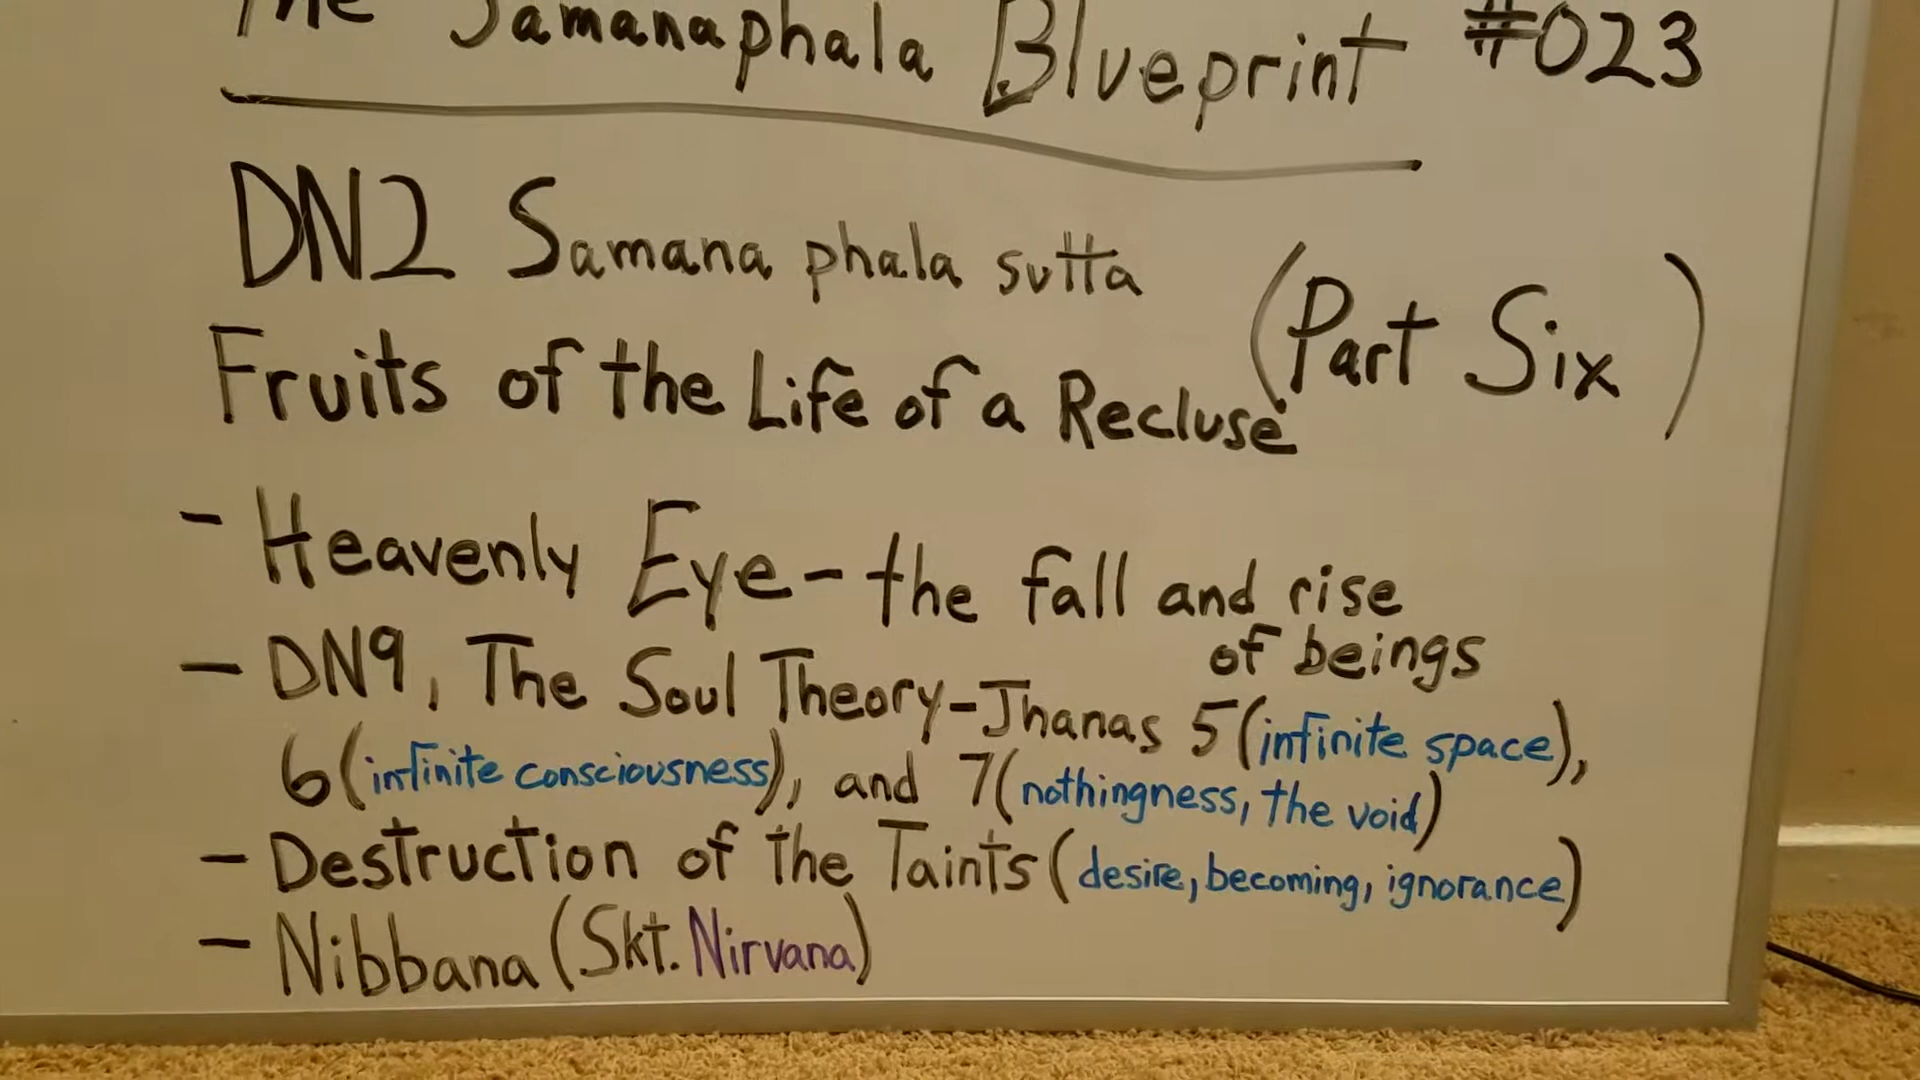 The Samanaphala Blueprint #023
DN2 Samana phala sutta
(Part Six)
Fruits of the Life of a Recluse
- Heavenly Eye - the fall and rise
of beings
- DN9, The Soul Theory - Jhanas 5 (infinite space),
6 (infinite consciousness), and 7 (nothingness, the void)
- Destruction of the Taints (desire, becoming, ignorance)
- Nibbana (Skt. Nirvana)